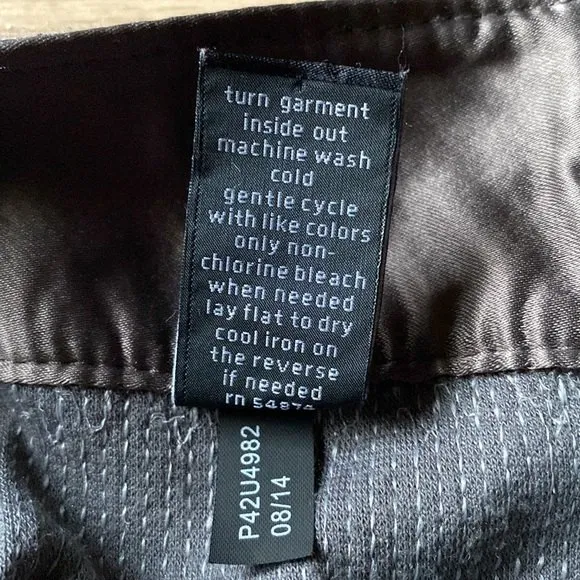 turn garment
inside out
machine wash
cold
gentle cycle
with like colors
only non-
chlorine bleach
when needed
lay flat to dry
cool iron on
the reverse
if needed
rn
P42U4982
08/14